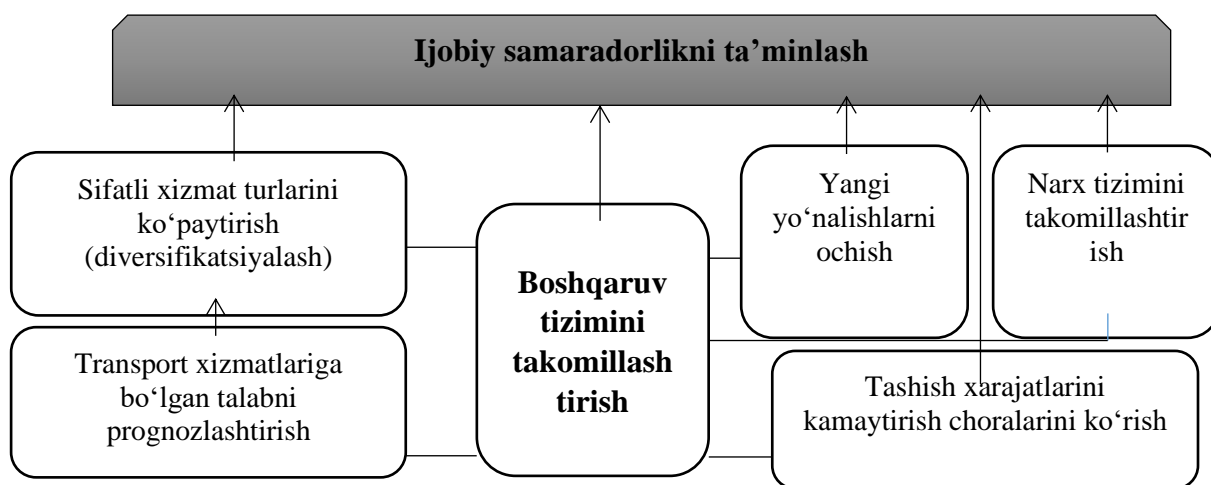 Ijobiy samaradorlikni ta’minlash
Sifatli xizmat turlarini
ko‘paytirish
(diversifikatsiyalash)
Transport xizmatlariga
bo‘lgan talabni
prognozlashtirish
Boshqaruv
tizimini
takomillash
tirish
Yangi
yo‘nalishlarni
ochish
Narx tizimini
takomillashtir
ish
Tashish xarajatlarini
kamaytirish choralarini ko‘rish